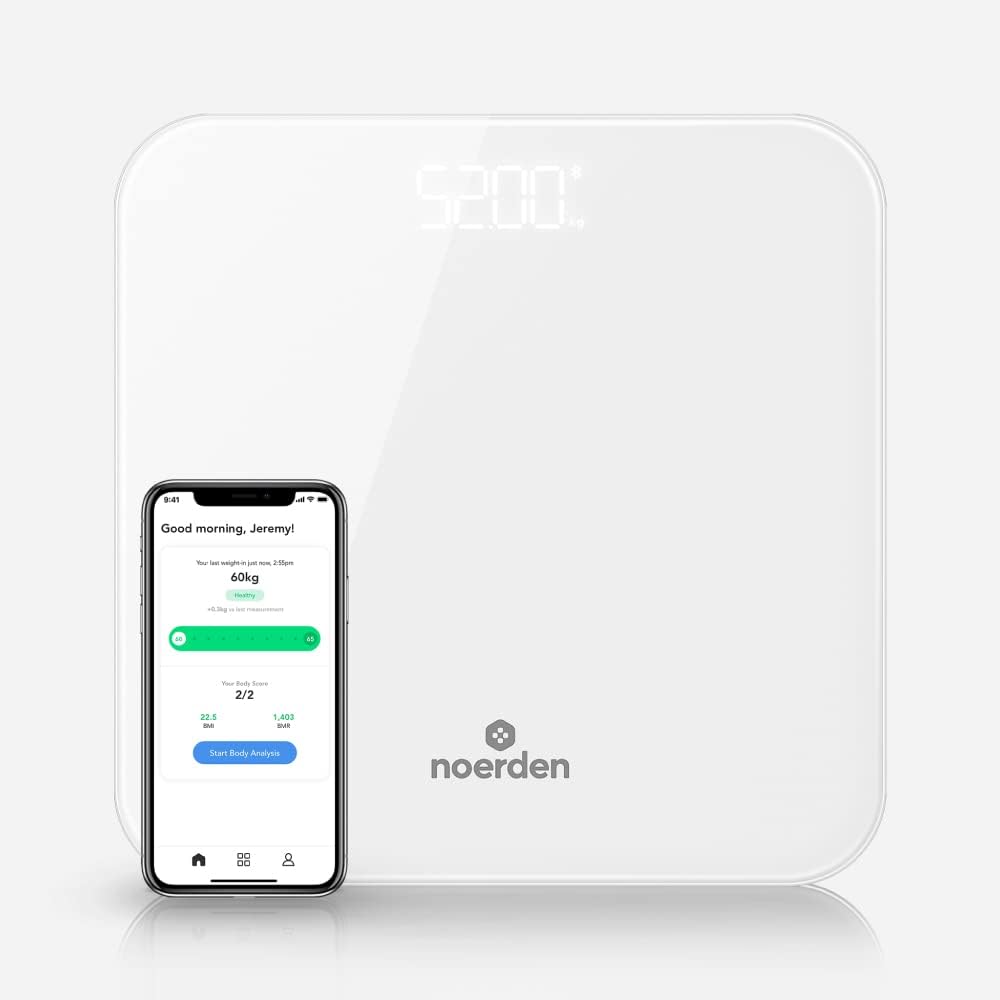 52.00
kg
9:41
Good morning, Jeremy!
Your last weight-in just now, 2:55pm
60kg
Healthy
+0.3kg vs last measurement
60 65
Your Body Score
2/2
22.5 1,403
BMI BMR
Start Body Analysis
noerden